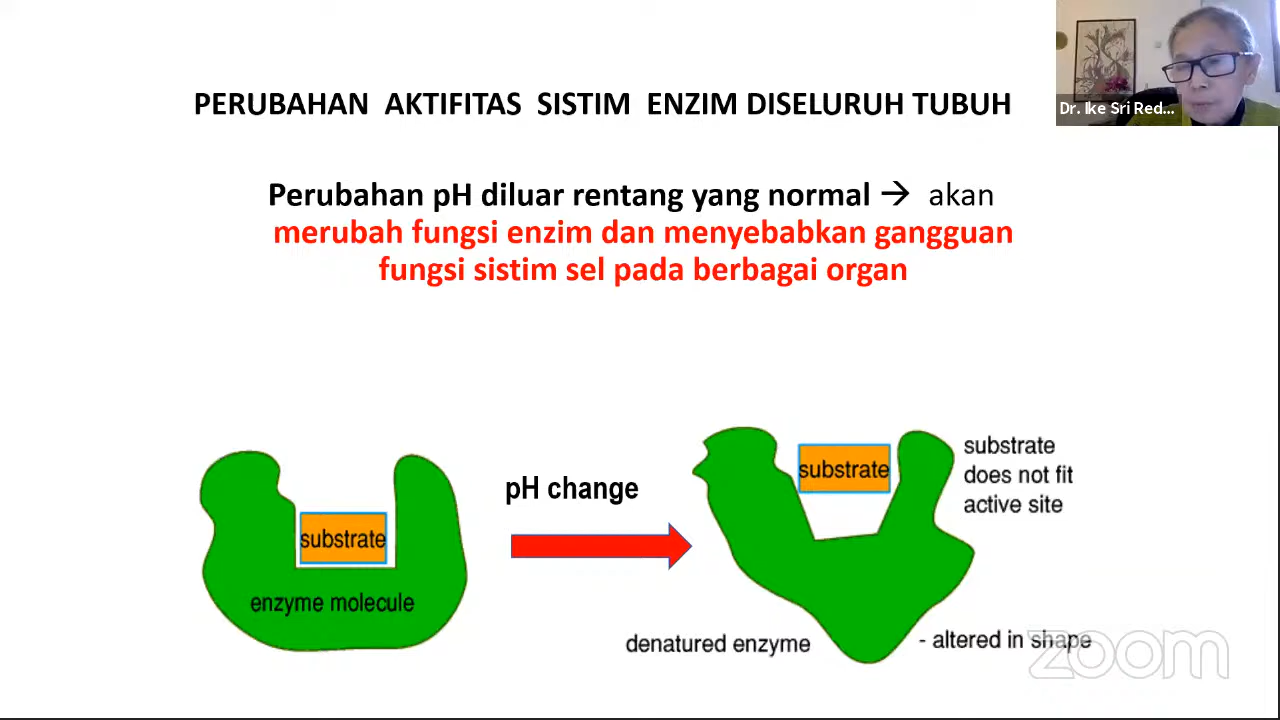 PERUBAHAN AKTIFITAS SISTIM ENZIM DISELURUH TUBUH
Dr. Ike Sri Red...
Perubahan pH diluar rentang yang normal → akan
merubah fungsi enzim dan menyebabkan gangguan
fungsi sistim sel pada berbagai organ
substrate
enzyme molecule
pH change
substrate
substrate
does not fit
active site
denatured enzyme
- altered in shape
zoom